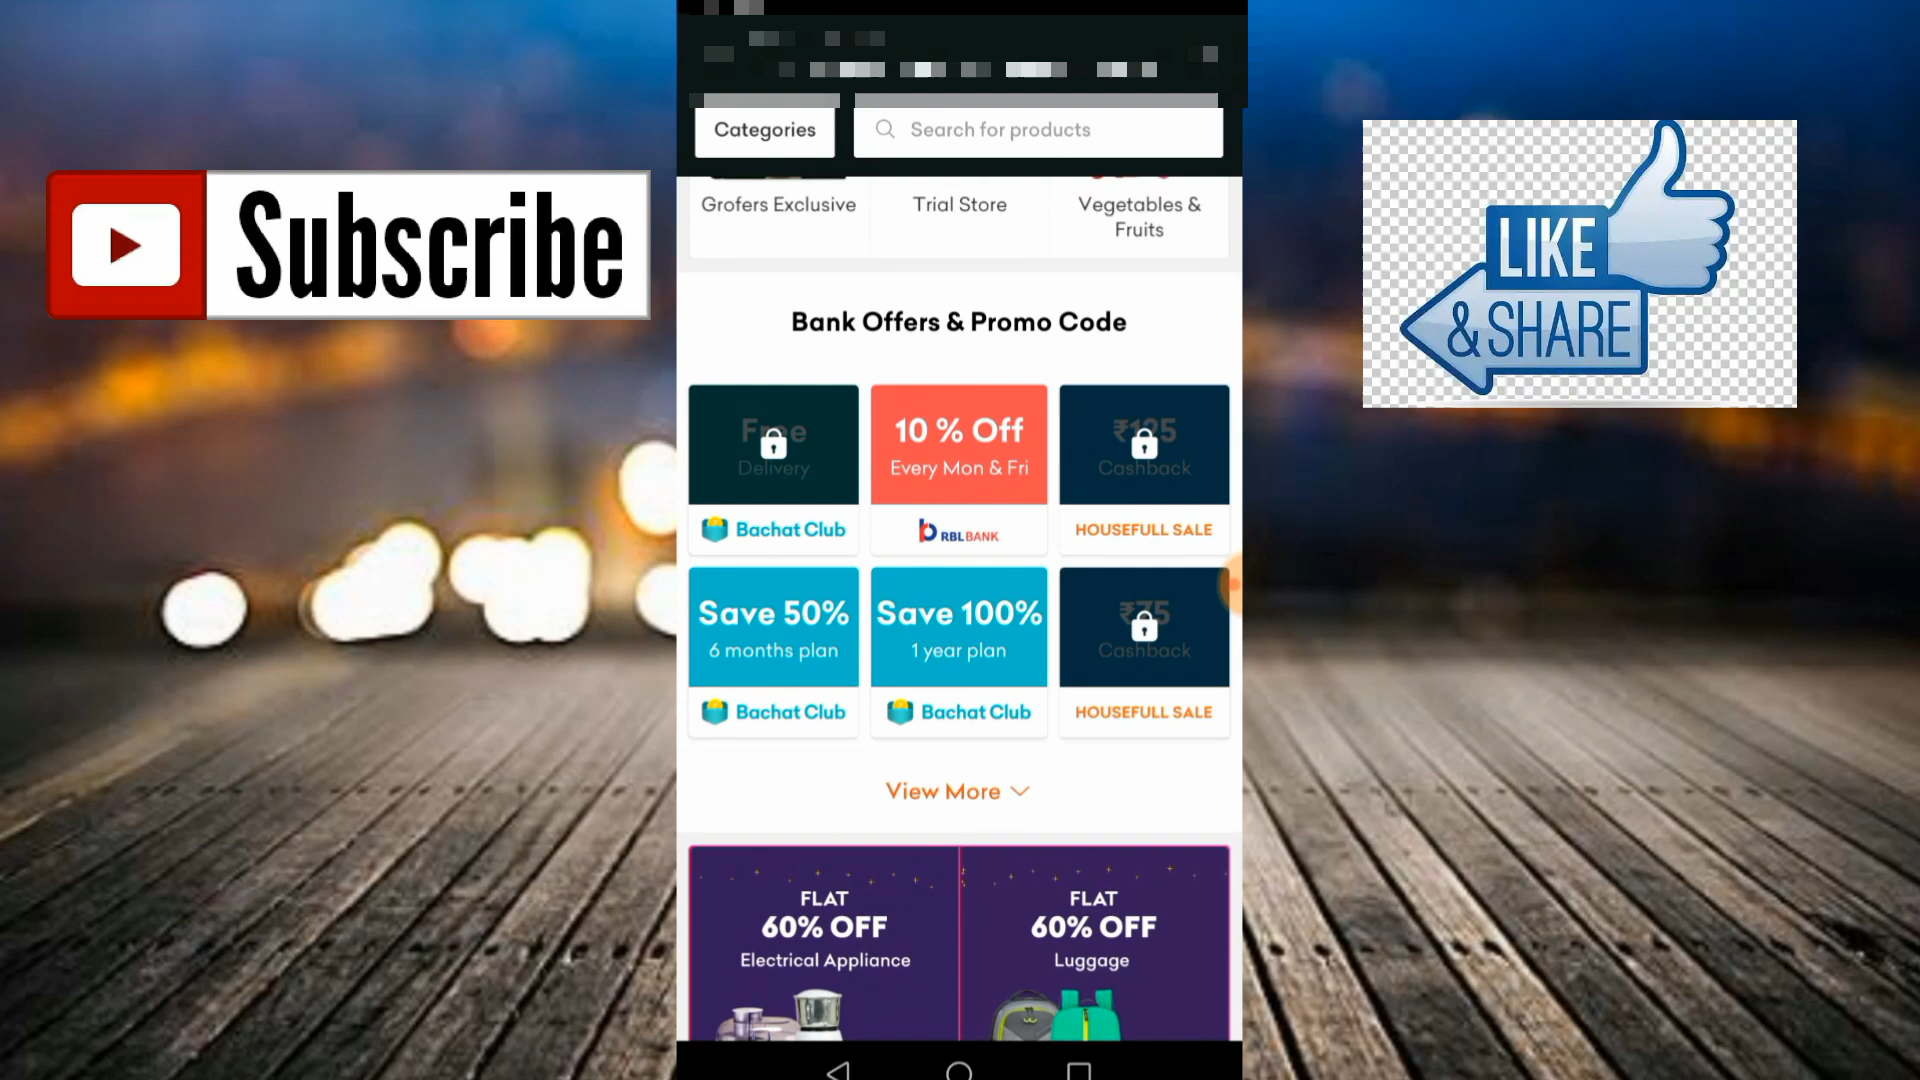 Subscribe
LIKE
& SHARE
Categories
Search for products
Grofers Exclusive
Trial Store
Vegetables &
Fruits
Bank Offers & Promo Code
Free
Delivery
Bachat Club
10 % Off
Every Mon & Fri
RBL BANK
₹125
Cashback
HOUSEFULL SALE
Save 50%
6 months plan
Bachat Club
Save 100%
1 year plan
Bachat Club
₹75
Cashback
HOUSEFULL SALE
View More
FLAT
60% OFF
Electrical Appliance
FLAT
60% OFF
Luggage